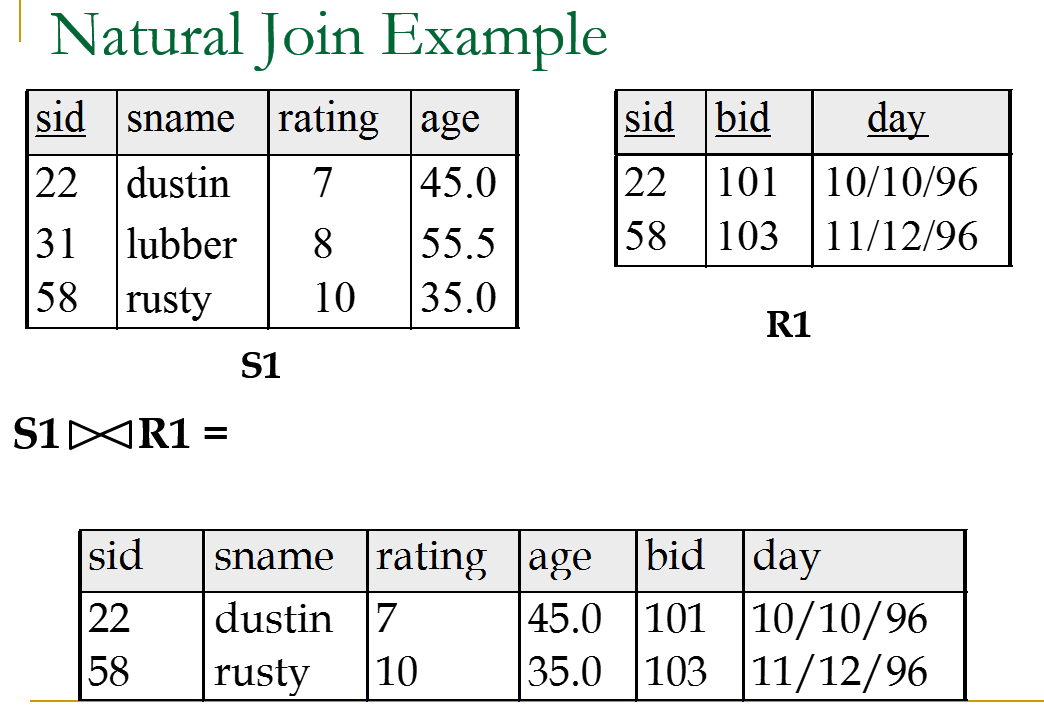 Natural Join Example
sid sname rating age
22 dustin 7 45.0
31 lubber 8 55.5
58 rusty 10 35.0
S1
sid bid day
22 101 10/10/96
58 103 11/12/96
R1
S1⋈R1 =
sid sname rating age bid day
22 dustin 7 45.0 101 10/10/96
58 rusty 10 35.0 103 11/12/96